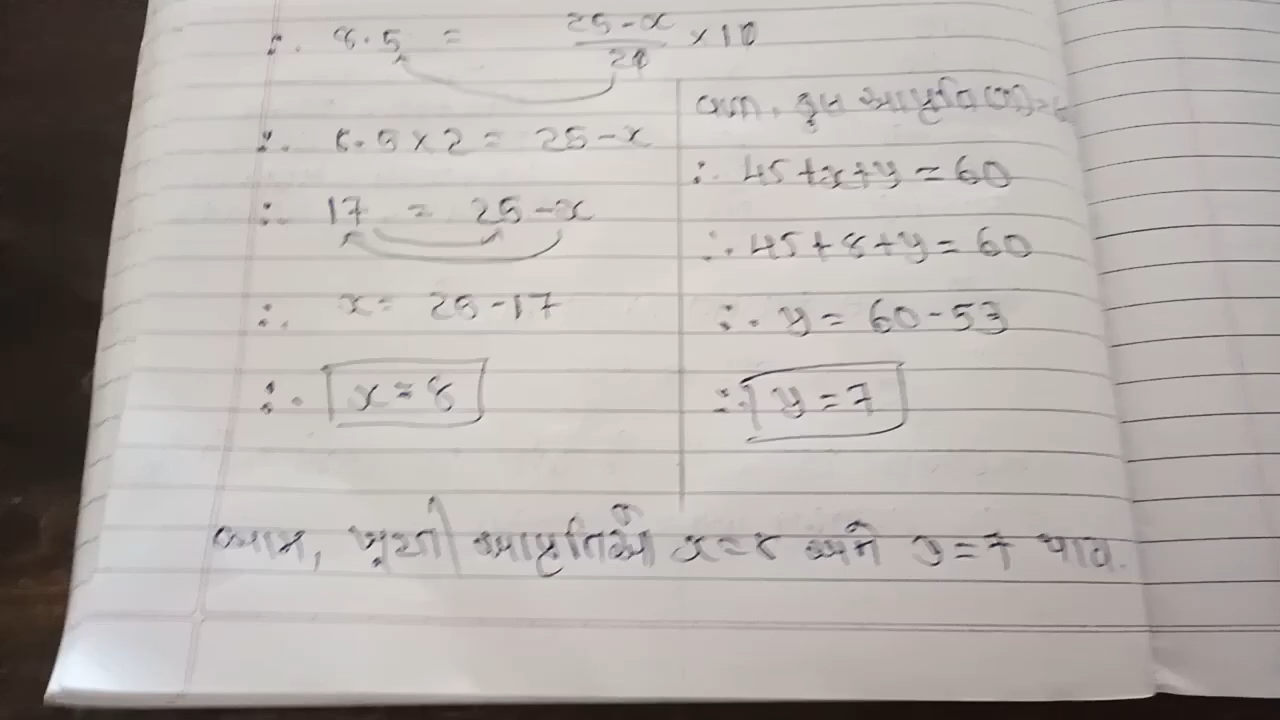 ∴ 8.5 = 25-x/20 × 10
∴ 8.5 × 2 = 25 - x
∴ 17 = 25 - x
∴ x = 25 - 17
∴ x = 8
વળી, કુલ આવૃત્તિ
∴ 45 + x + y = 60
∴ 45 + 8 + y = 60
∴ y = 60 - 53
∴ y = 7
આમ, ખૂટતી આવૃત્તિઓ x = 8 અને y = 7 થાય.